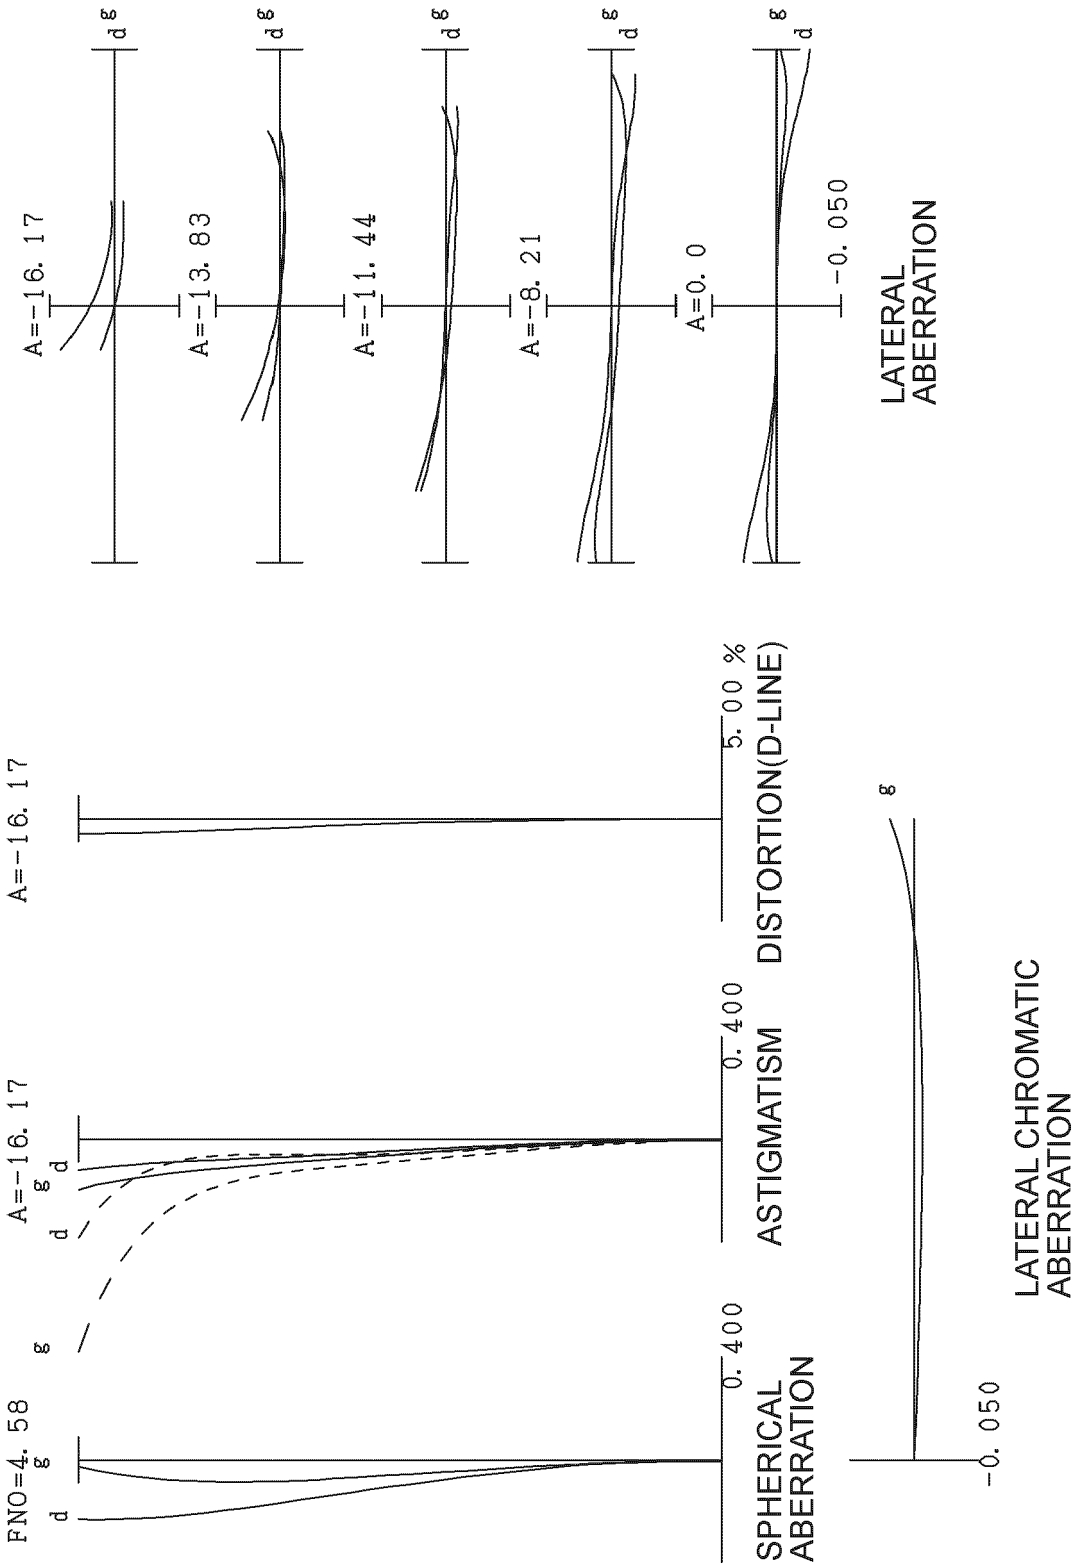 FNO=4. 58
d
g
0. 400
SPHERICAL
ABERRATION
A=-16. 17
g
d
g
d
0. 400
ASTIGMATISM
A=-16. 17
5. 00 %
DISTORTION(D-LINE)
g
-0. 050
LATERAL CHROMATIC
ABERRATION
A=-16. 17
g
d
A=-13. 83
g
d
A=-11. 44
g
d
A=-8. 21
g
d
A=0. 0
g
d
-0. 050
LATERAL
ABERRATION